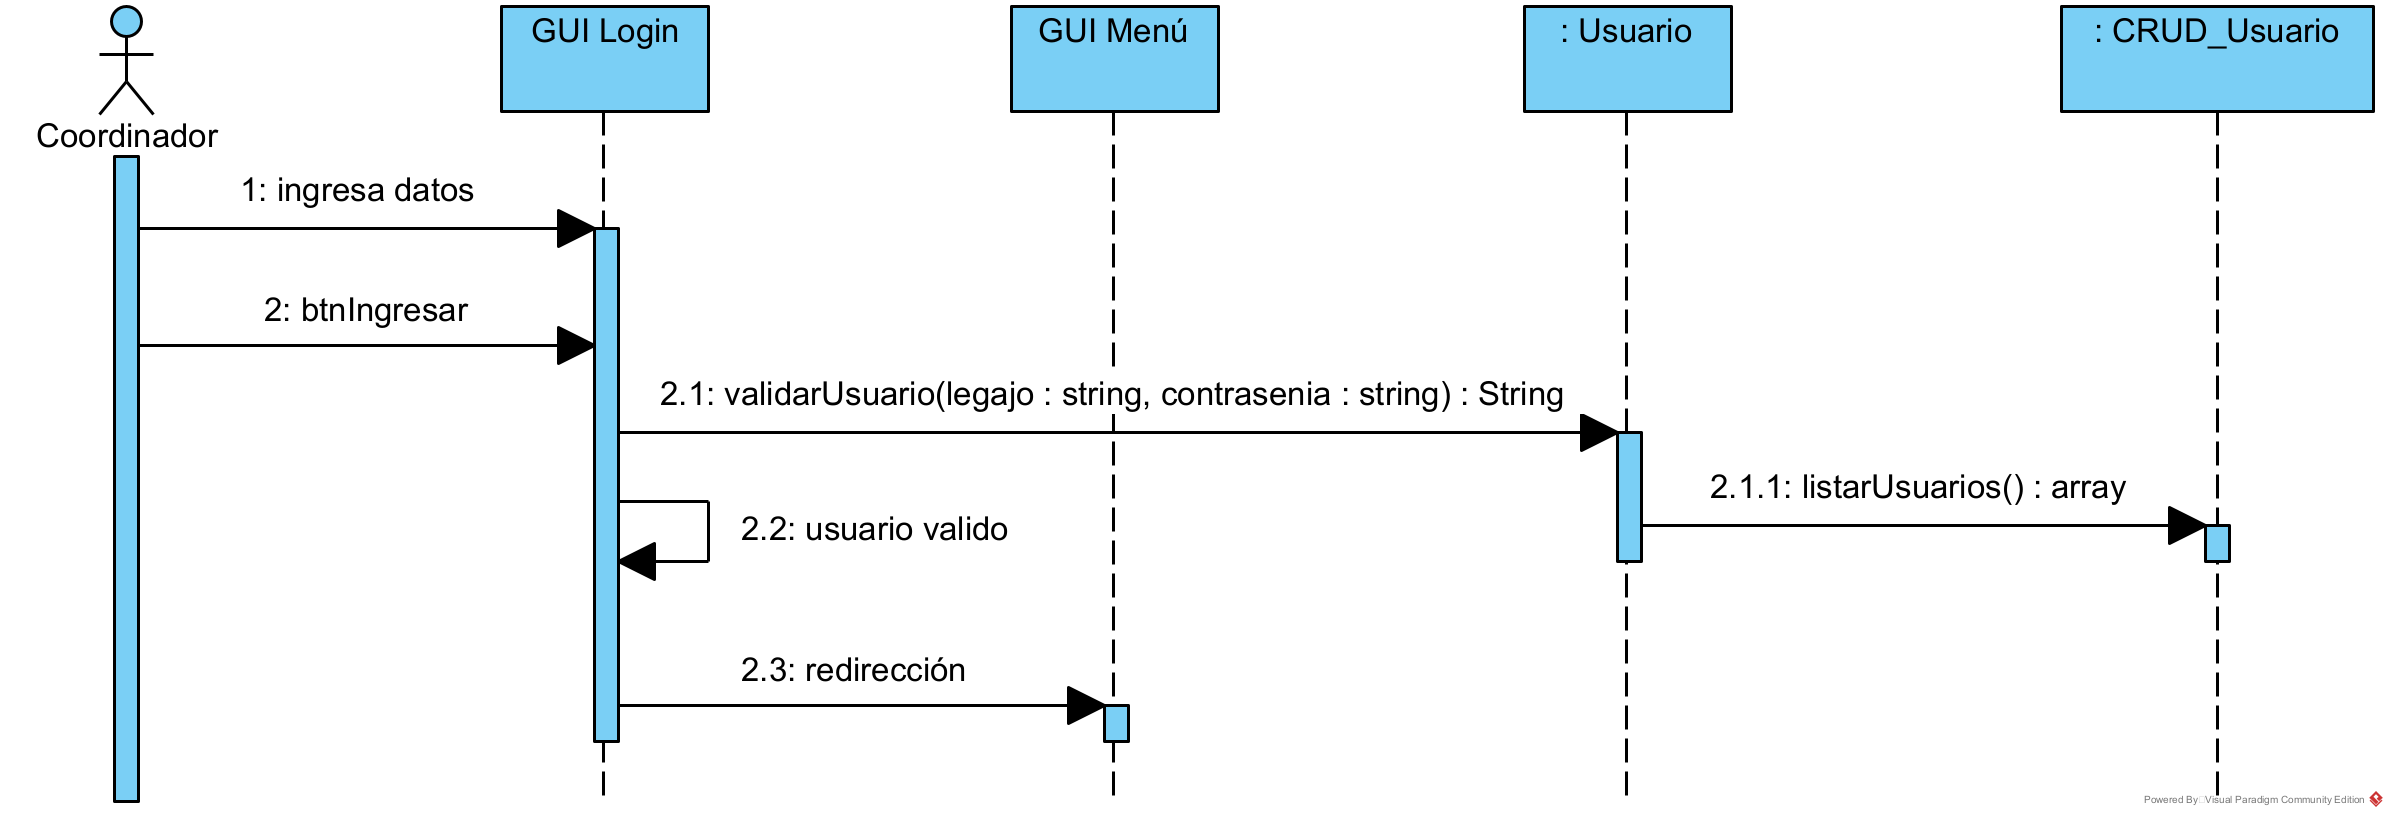 GUI Login
GUI Menú
: Usuario
: CRUD_Usuario
Coordinador
1: ingresa datos
2: btnIngresar
2.1: validarUsuario(legajo : string, contrasenia : string) : String
2.1.1: listarUsuarios() : array
2.2: usuario valido
2.3: redirección
Powered By Visual Paradigm Community Edition